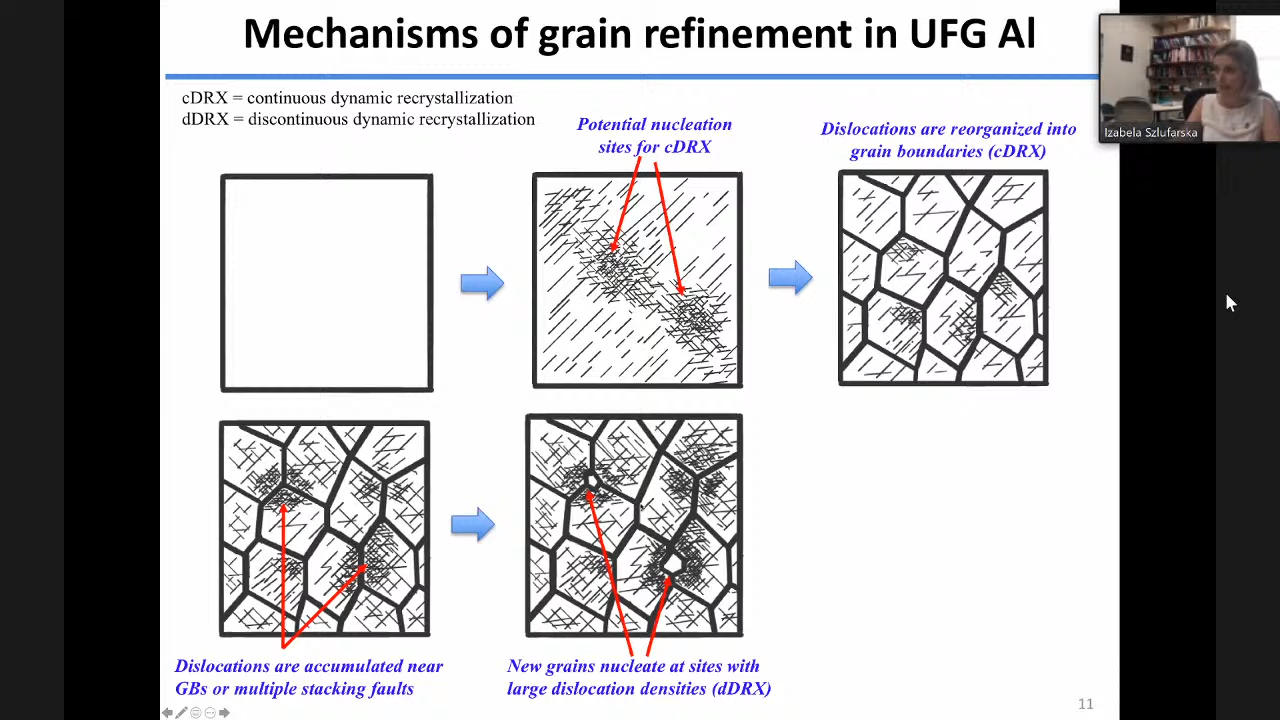 Mechanisms of grain refinement in UFG Al
cDRX = continuous dynamic recrystallization
dDRX = discontinuous dynamic recrystallization
Potential nucleation
sites for cDRX
Dislocations are reorganized into
grain boundaries (cDRX)
Izabela Szlufarska
Dislocations are accumulated near
GBs or multiple stacking faults
New grains nucleate at sites with
large dislocation densities (dDRX)
11